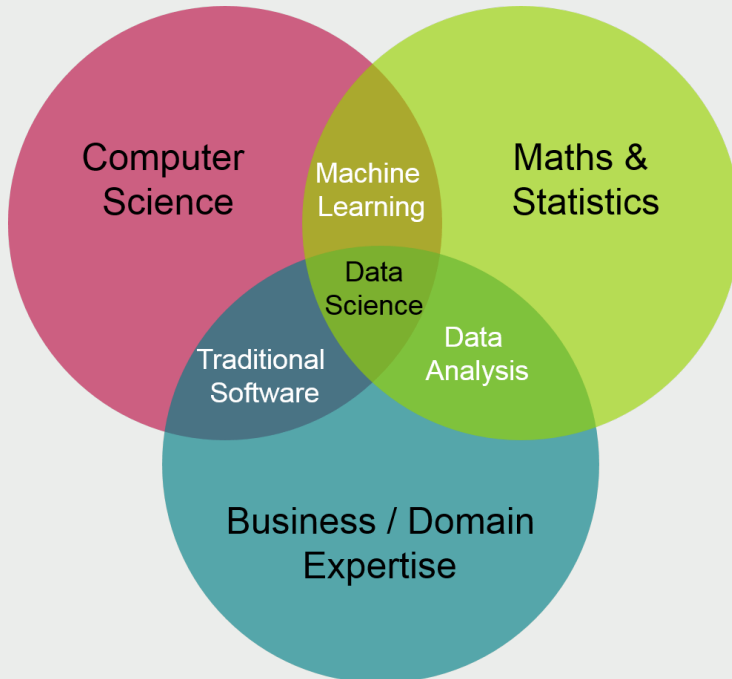 Computer
Science
Maths &
Statistics
Machine
Learning
Data
Science
Traditional
Software
Data
Analysis
Business / Domain
Expertise